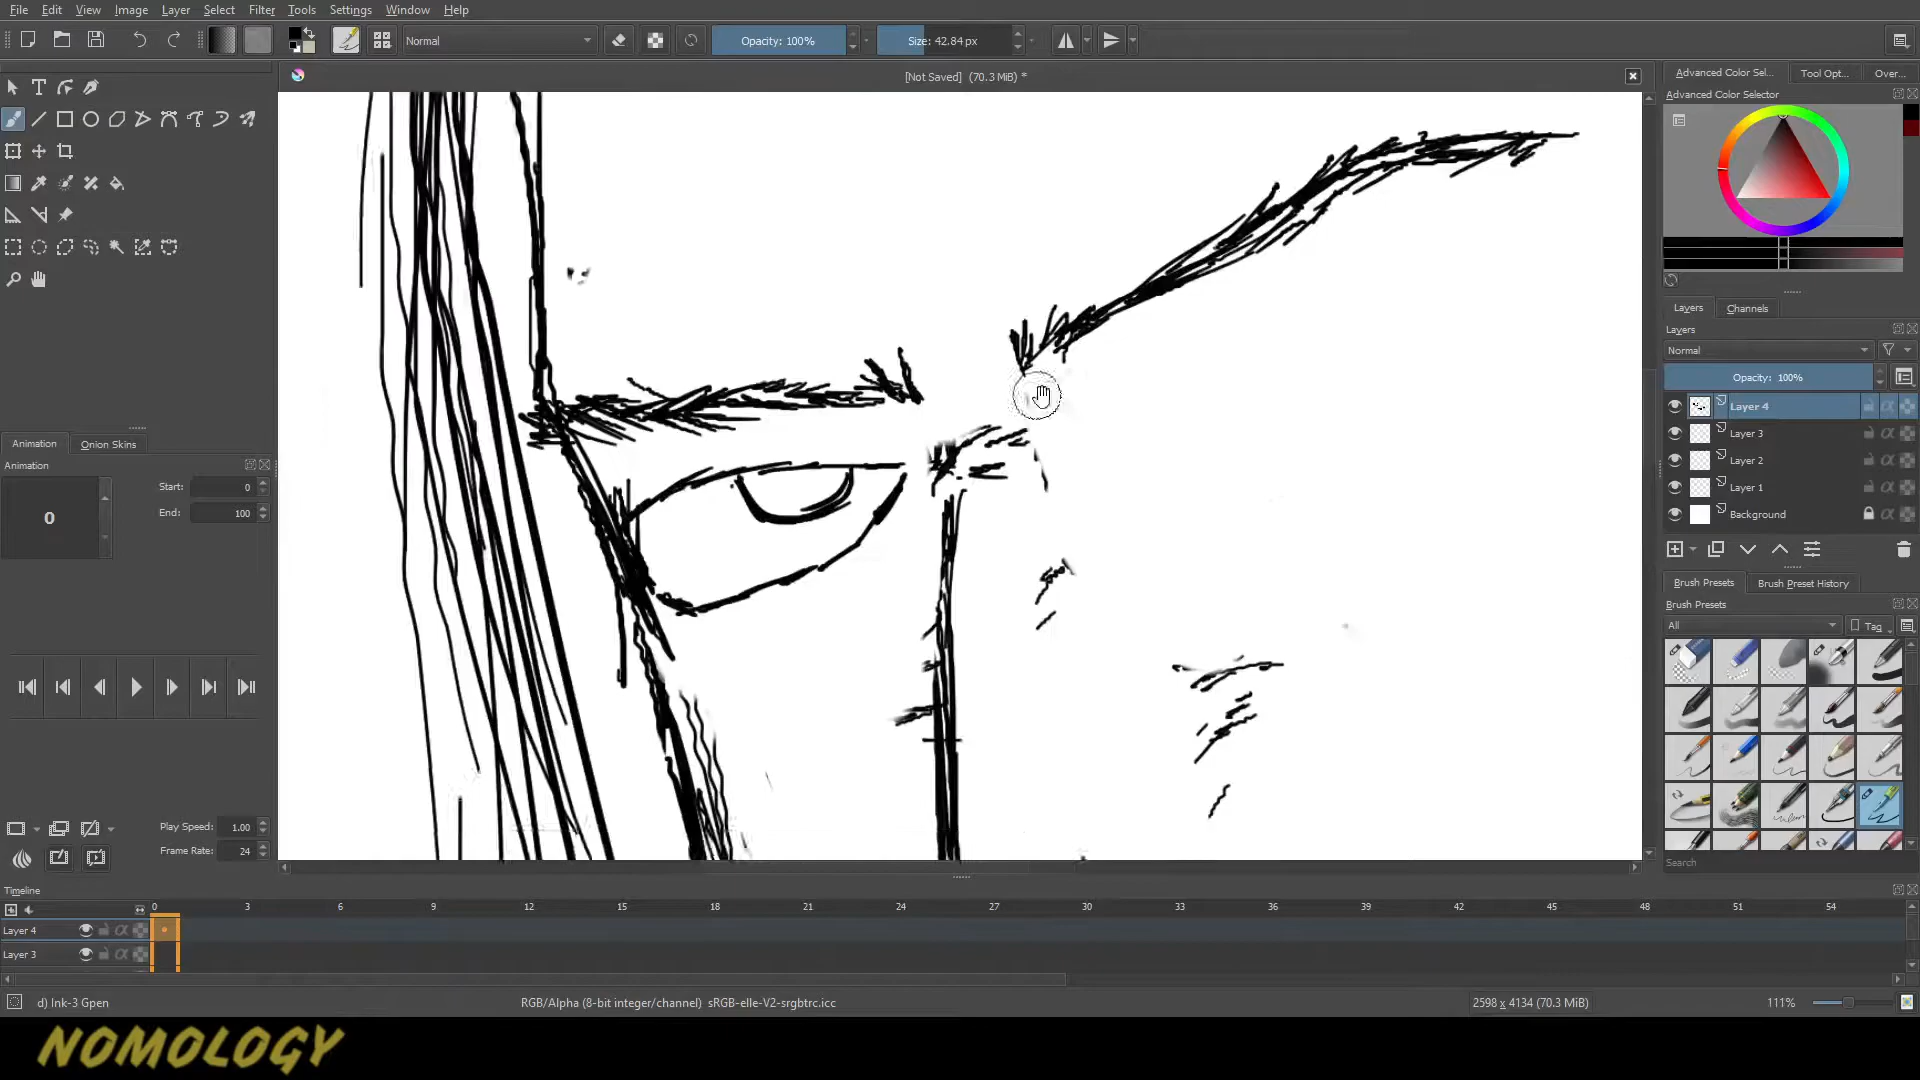 File Edit View Image Layer Select Filter Tools Settings Window Help
Normal
Opacity: 100%
Size: 42.84 px
[Not Saved] (70.3 MiB) *
Advanced Color Sel... Tool Opt... Over...
Advanced Color Selector
Layers Channels
Layers
Normal
Opacity: 100%
Layer 4
Layer 3
Layer 2
Layer 1
Background
Brush Presets Brush Preset History
Brush Presets
All Tag
Search
Animation Onion Skins
Animation
0
Start: 0
End: 100
Play Speed: 1.00
Frame Rate: 24
Timeline
0 3 6 9 12 15 18 21 24 27 30 33 36 39 42 45 48 51 54
Layer 4
Layer 3
d) Ink-3 Gpen
RGB/Alpha (8-bit integer/channel) sRGB-elle-V2-srgbtrc.icc
2598 x 4134 (70.3 MiB)
111%
NOMOLOGY